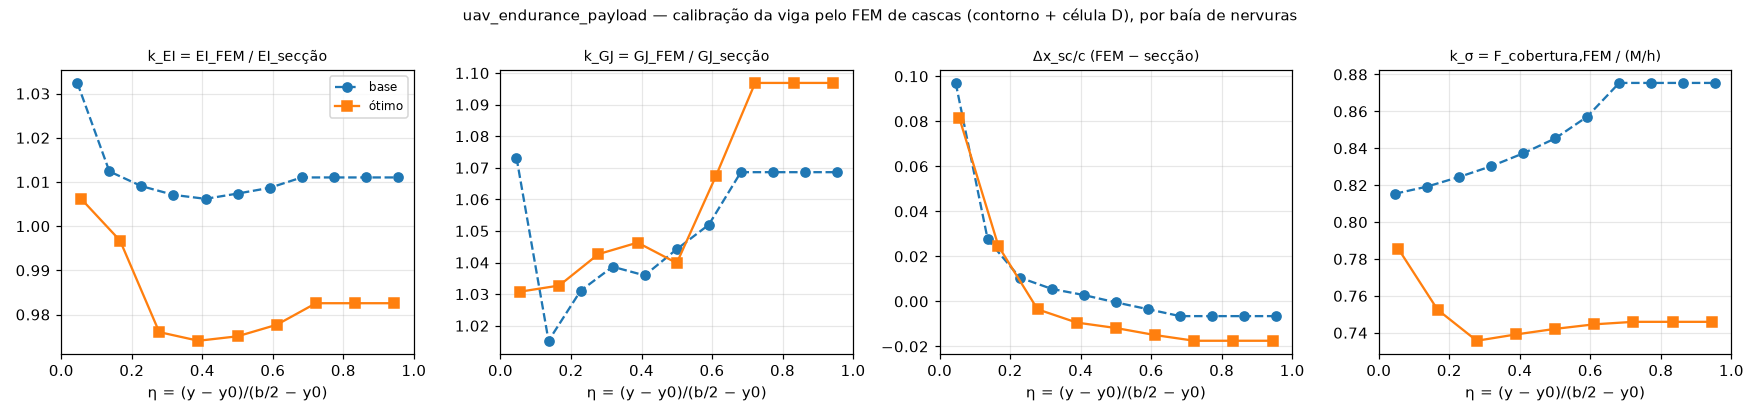 uav_endurance_payload — calibração da viga pelo FEM de cascas (contorno + célula D), por baía de nervuras
k_EI = EI_FEM / EI_secção
1.03
1.02
1.01
1.00
0.99
0.98
base
ótimo
0.0 0.2 0.4 0.6 0.8 1.0
η = (y − y0)/(b/2 − y0)
k_GJ = GJ_FEM / GJ_secção
1.10
1.09
1.08
1.07
1.06
1.05
1.04
1.03
1.02
0.0 0.2 0.4 0.6 0.8 1.0
η = (y − y0)/(b/2 − y0)
Δx_sc/c (FEM − secção)
0.10
0.08
0.06
0.04
0.02
0.00
−0.02
0.0 0.2 0.4 0.6 0.8 1.0
η = (y − y0)/(b/2 − y0)
k_σ = F_cobertura,FEM / (M/h)
0.88
0.86
0.84
0.82
0.80
0.78
0.76
0.74
0.0 0.2 0.4 0.6 0.8 1.0
η = (y − y0)/(b/2 − y0)